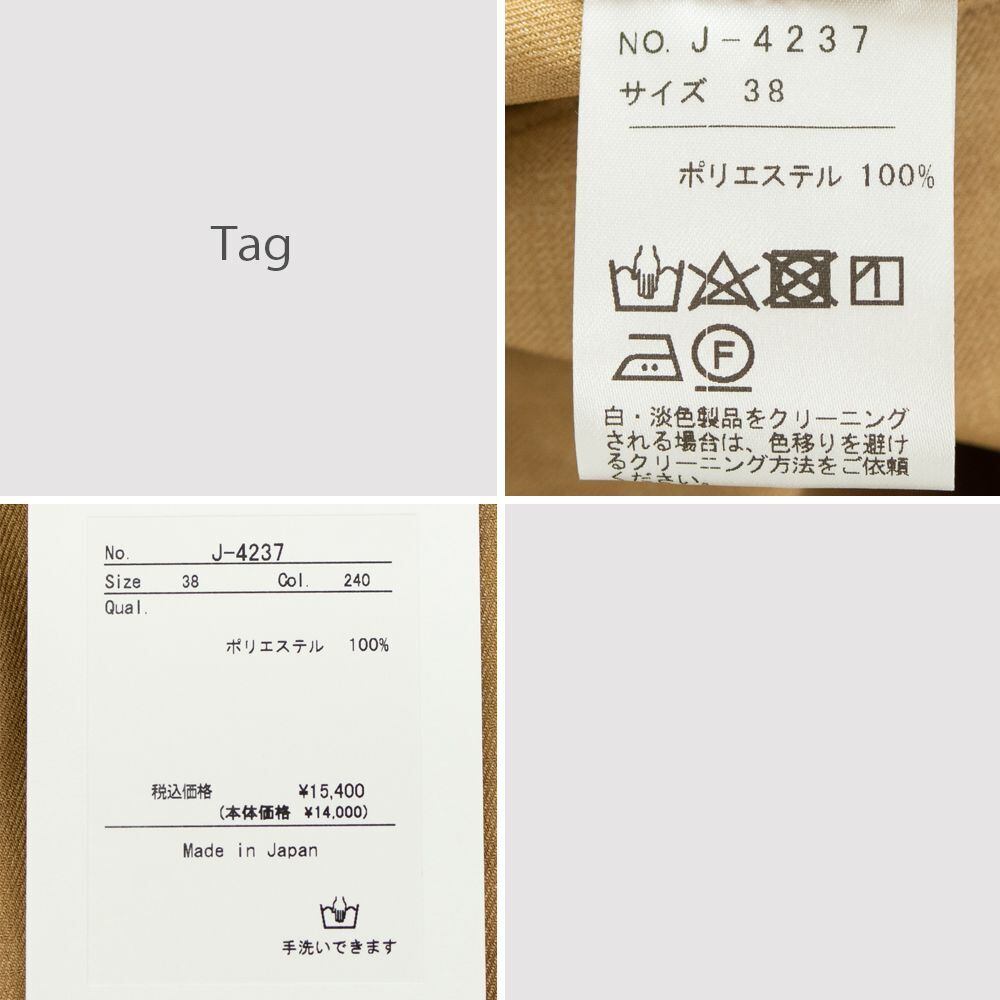 Tag
NO. J-4237
サイズ 38
ポリエステル 100%
F
白・淡色製品をクリーニング
される場合は、色移りを避け
るクリーニング方法をご依頼
ください。
No. J-4237
Size 38 Col. 240
Qual.
ポリエステル 100%
税込価格 ¥15,400
(本体価格 ¥14,000)
Made in Japan
手洗いできます